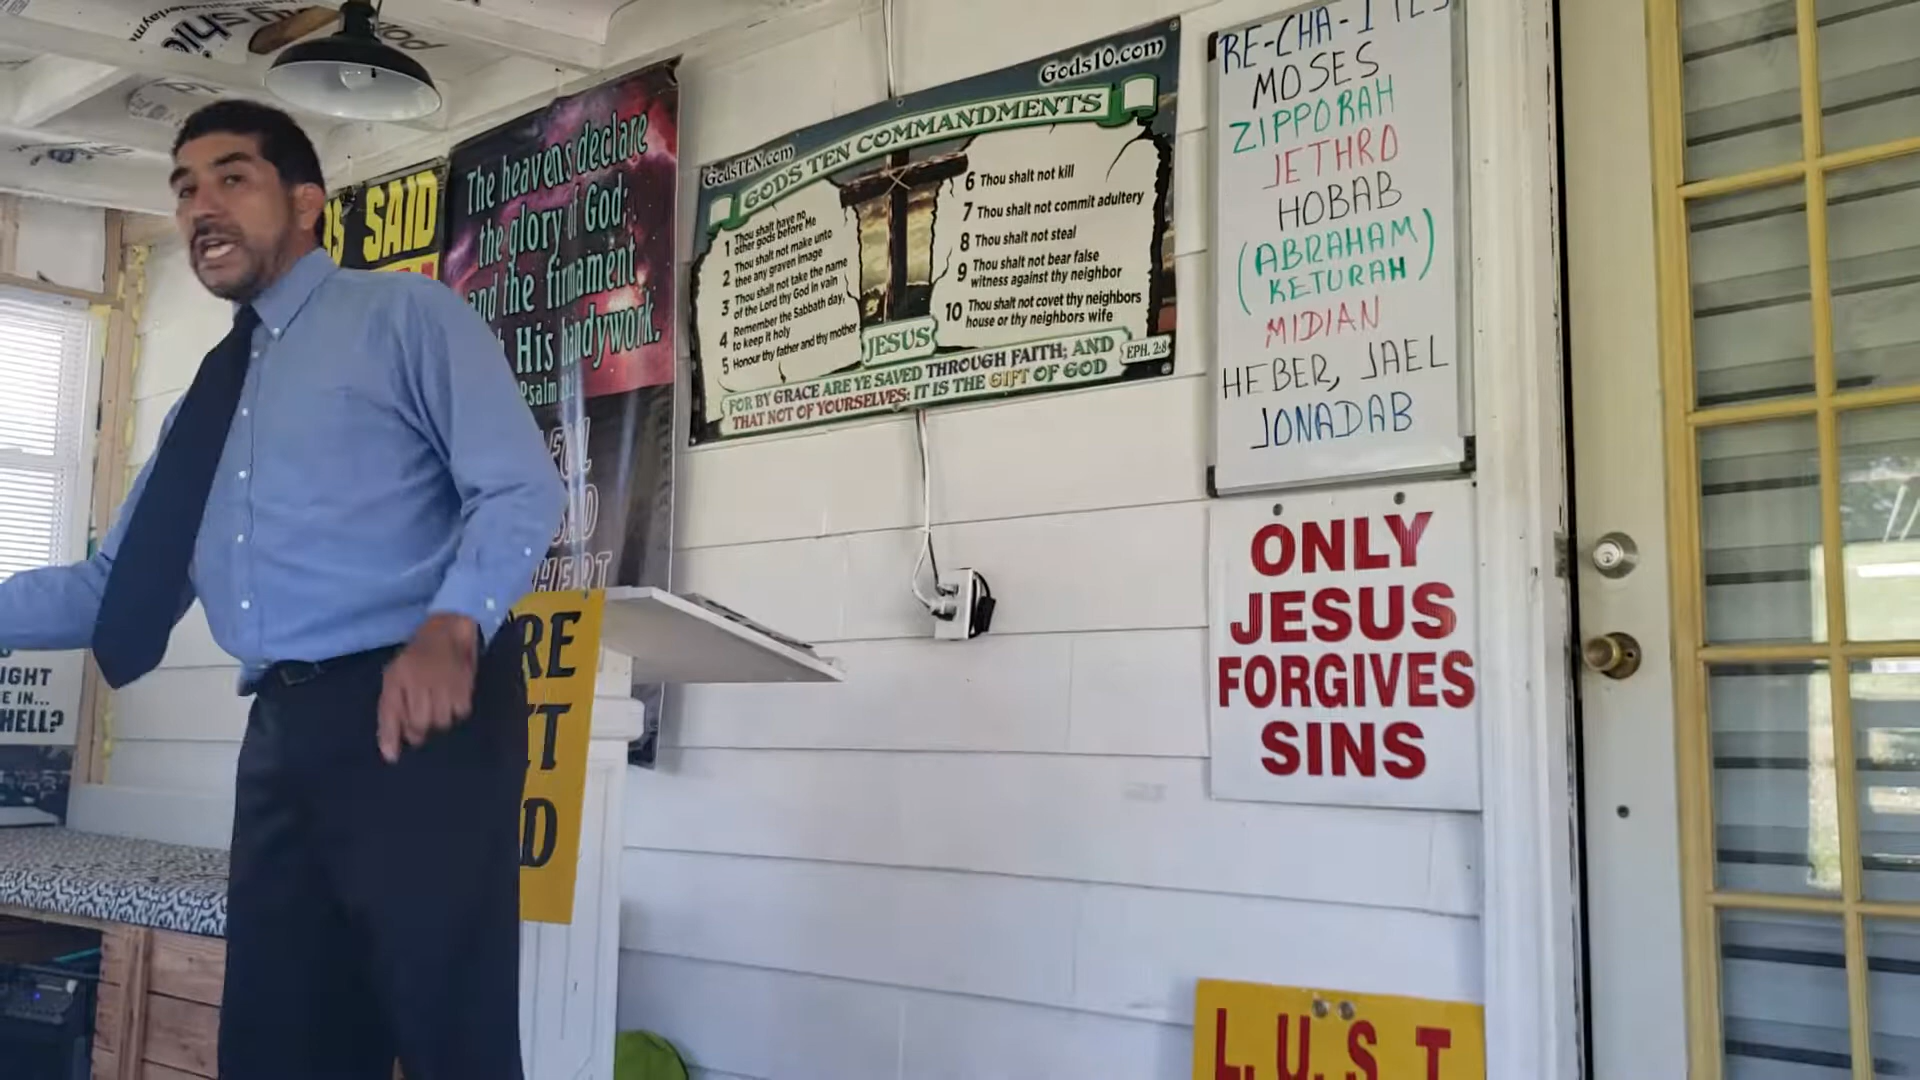 SAID
The heavens declare
the glory of God;
and the firmament
His handywork.
Psalm
GodsTEN.com
Gods10.com
GODS TEN COMMANDMENTS
1 Thou shalt have no
other gods before Me
2 Thou shalt not make unto
thee any graven image
3 Thou shalt not take the name
of the Lord thy God in vain
4 Remember the Sabbath day,
to keep it holy
5 Honour thy father and thy mother
6 Thou shalt not kill
7 Thou shalt not commit adultery
8 Thou shalt not steal
9 Thou shalt not bear false
witness against thy neighbor
10 Thou shalt not covet thy neighbors
house or thy neighbors wife
JESUS
FOR BY GRACE ARE YE SAVED THROUGH FAITH; AND
THAT NOT OF YOURSELVES: IT IS THE GIFT OF GOD
EPH. 2:8
RE-CHA-ITES
MOSES
ZIPPORAH
JETHRO
HOBAB
(ABRAHAM
KETURAH)
MIDIAN
HEBER, JAEL
JONADAB
ONLY
JESUS
FORGIVES
SINS
L.U.S.T
RE
D
IGHT
E IN...
HELL?